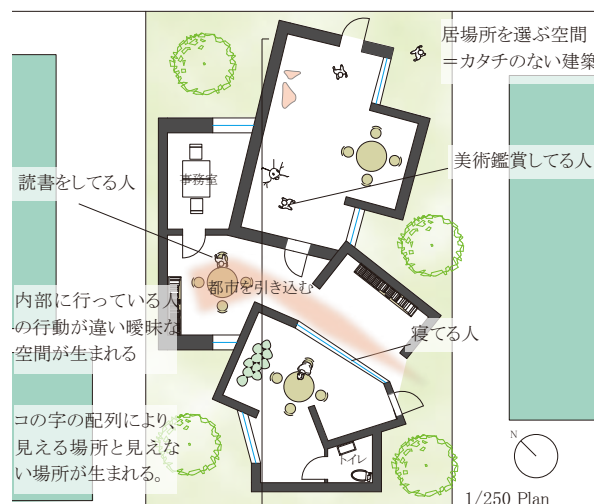 居場所を選ぶ空間
＝カタチのない建築
美術鑑賞してる人
事務室
読書をしてる人
都市を引き込む
内部に行っている人
の行動が違い曖昧な
空間が生まれる
寝てる人
コの字の配列により、
見える場所と見えな
い場所が生まれる。
トイレ
N
1/250 Plan